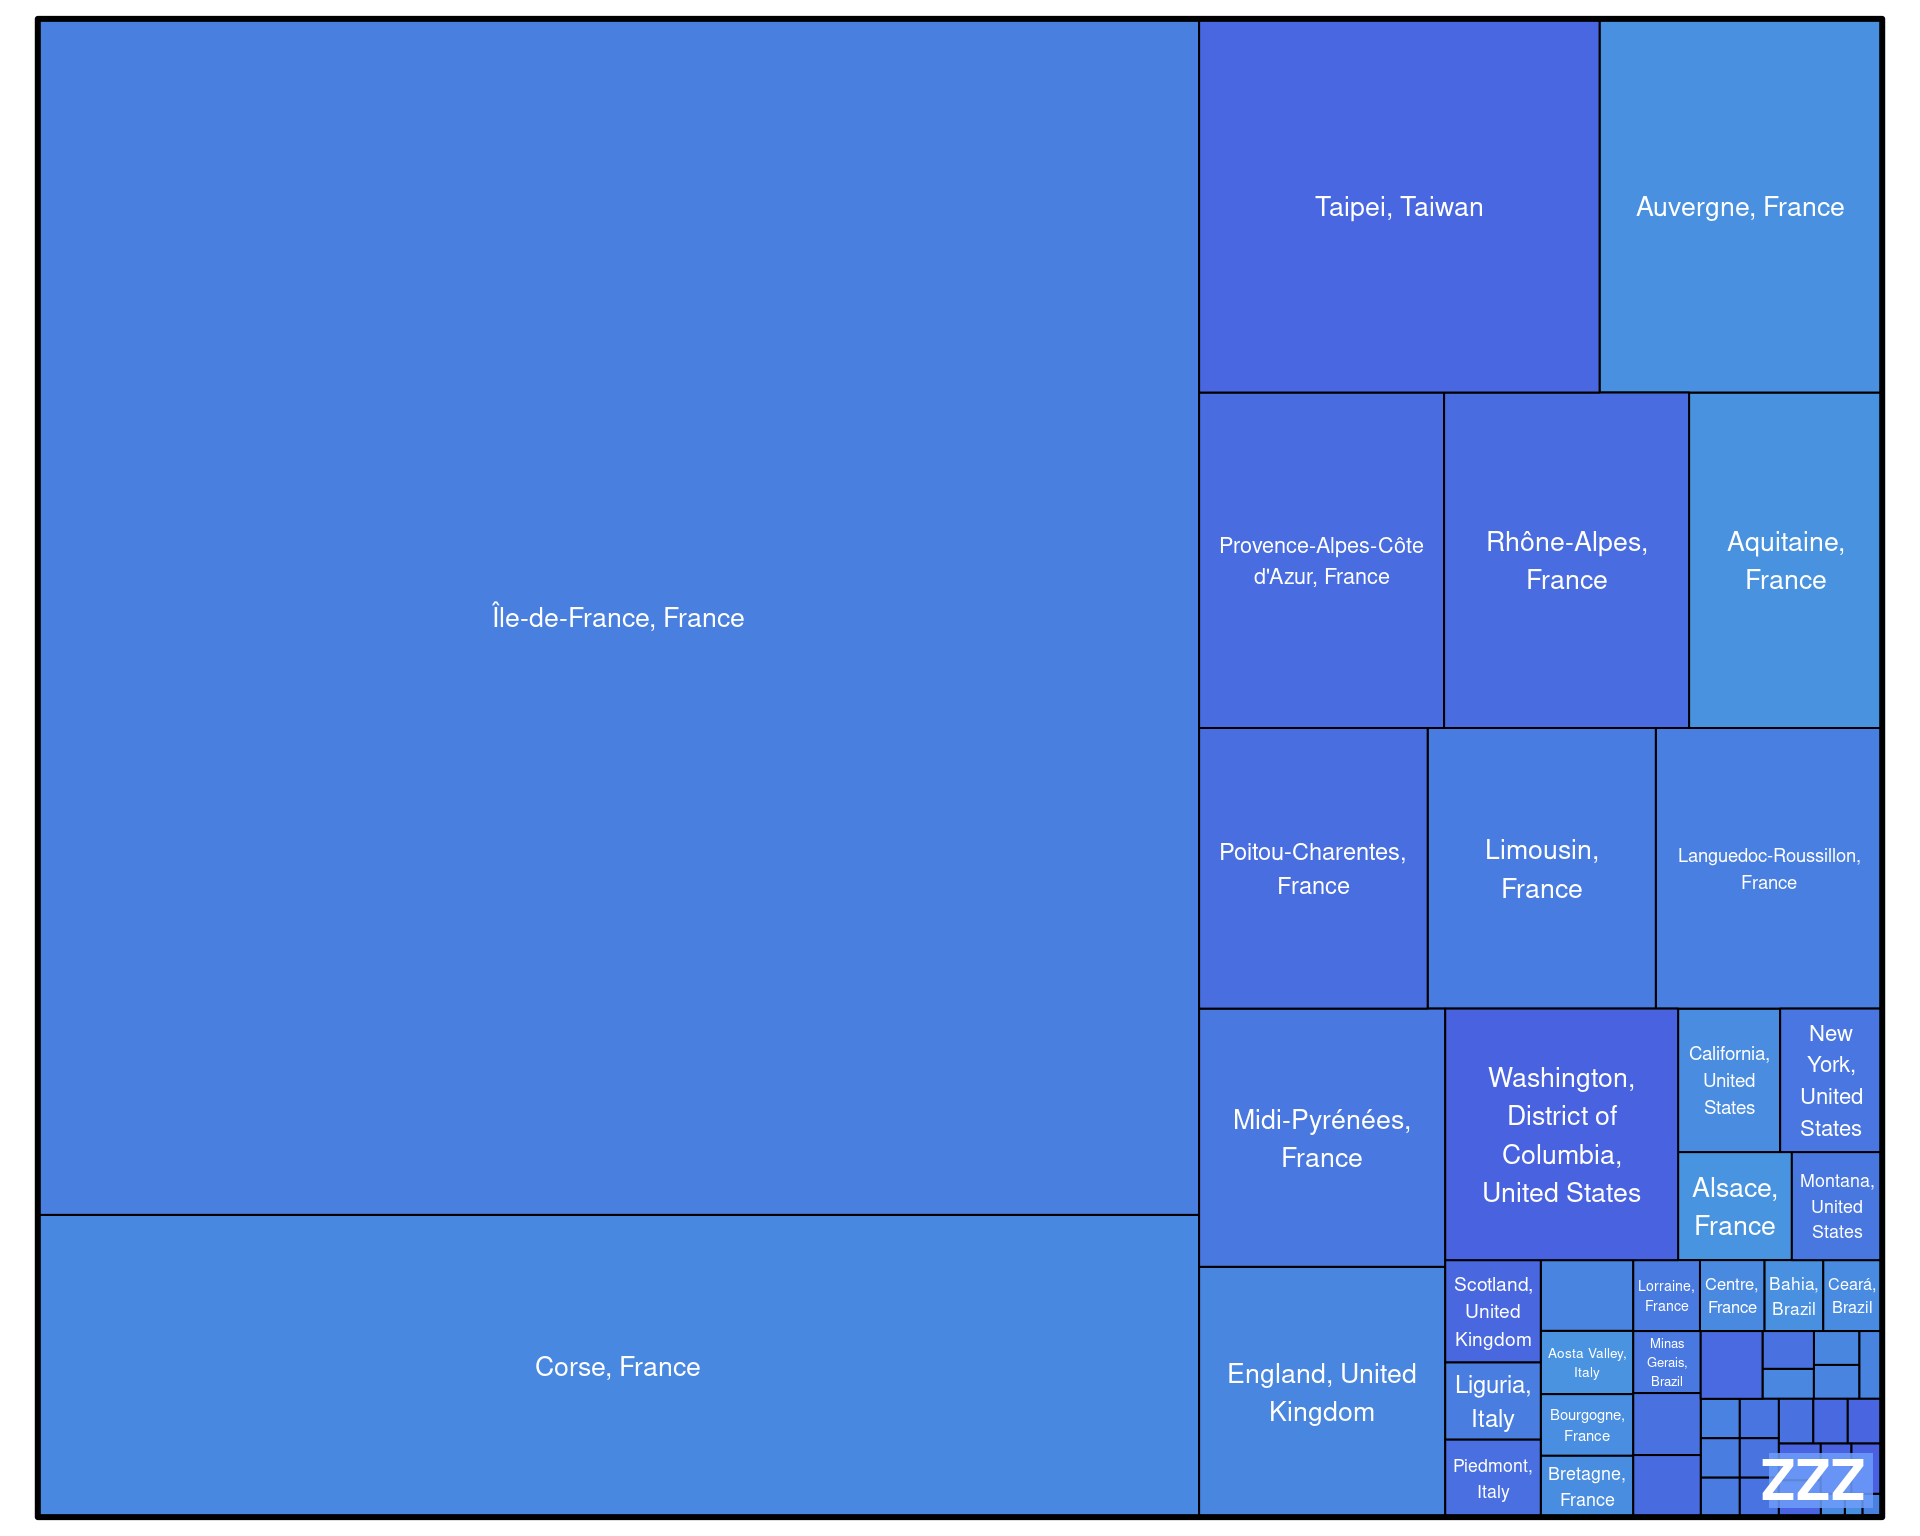 Île-de-France, France
Corse, France
Taipei, Taiwan
Auvergne, France
Provence-Alpes-Côte
d'Azur, France
Rhône-Alpes,
France
Aquitaine,
France
Poitou-Charentes,
France
Limousin,
France
Languedoc-Roussillon,
France
Midi-Pyrénées,
France
England, United
Kingdom
Washington,
District of
Columbia,
United States
California,
United
States
New
York,
United
States
Alsace,
France
Montana,
United
States
Scotland,
United
Kingdom
Liguria,
Italy
Piedmont,
Italy
Aosta Valley,
Italy
Bourgogne,
France
Bretagne,
France
Lorraine,
France
Minas
Gerais,
Brazil
Centre,
France
Bahia,
Brazil
Ceará,
Brazil
ZZZ